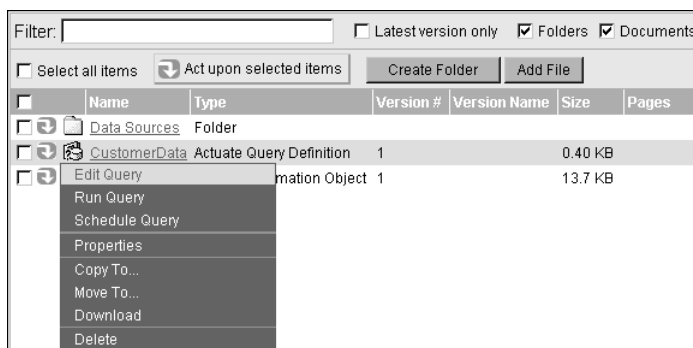 Filter: Latest version only Folders Documents
Select all items Act upon selected items Create Folder Add File
Name Type Version # Version Name Size Pages
Data Sources Folder
CustomerData Actuate Query Definition 1 0.40 KB
Edit Query mation Object 1 13.7 KB
Run Query
Schedule Query
Properties
Copy To...
Move To...
Download
Delete